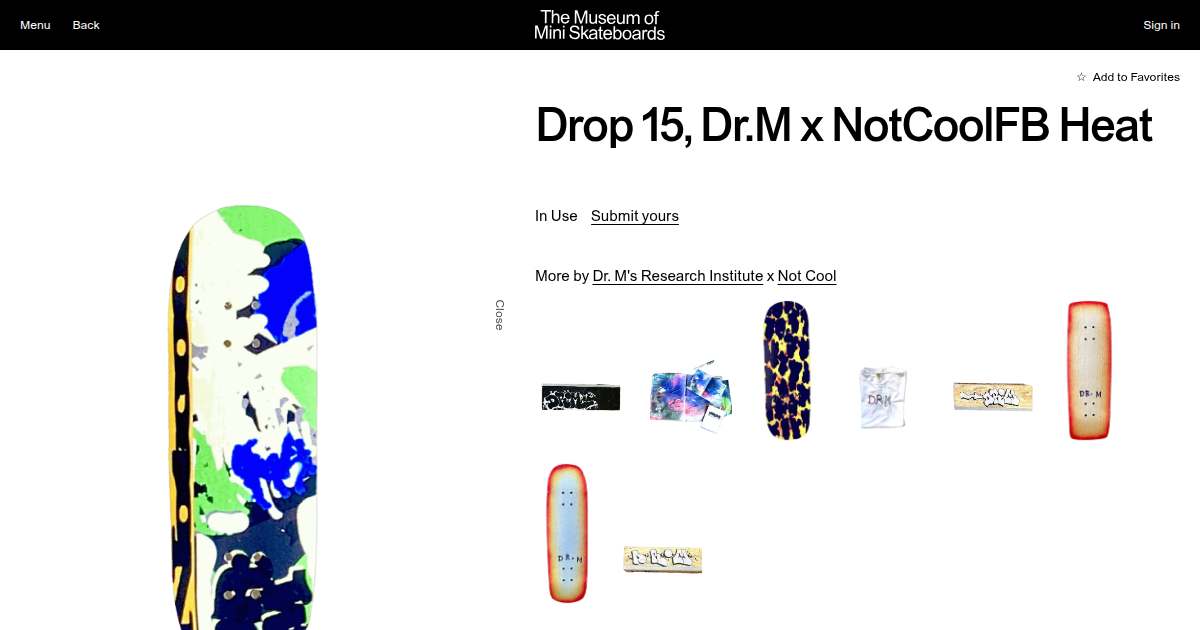 Menu
Back
The Museum of
Mini Skateboards
Sign in
☆ Add to Favorites
Drop 15, Dr.M x NotCoolFB Heat
In Use
Submit yours
More by Dr. M's Research Institute x Not Cool
Close
DR.M
DR.M
DR.M